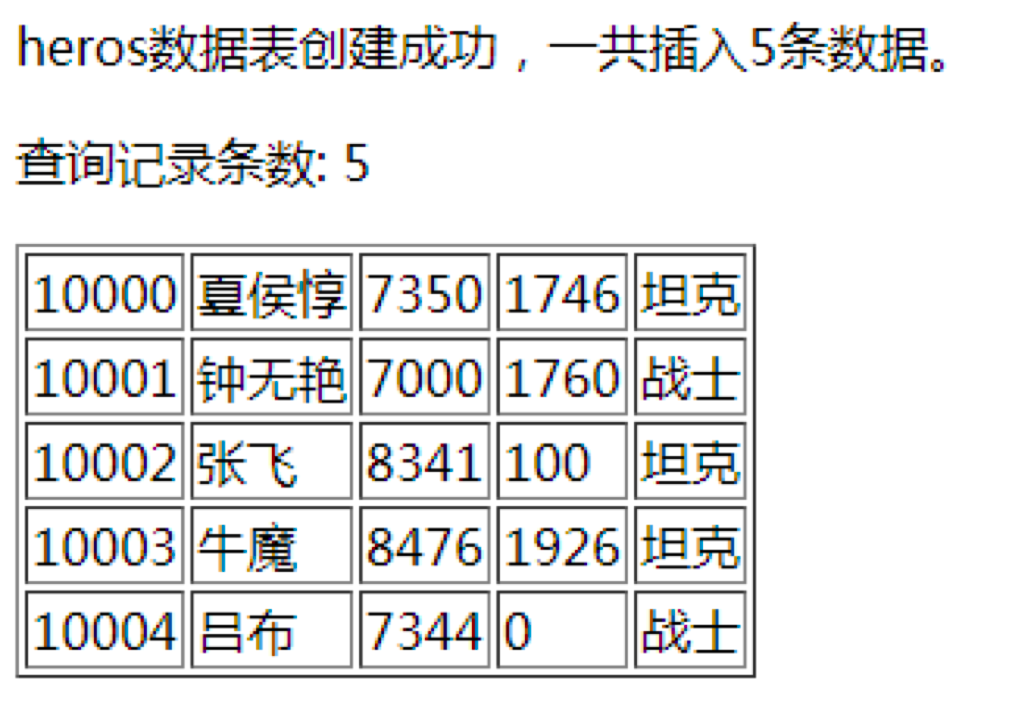 heros数据表创建成功，一共插入5条数据。
查询记录条数: 5
10000 夏侯惇 7350 1746 坦克
10001 钟无艳 7000 1760 战士
10002 张飞 8341 100 坦克
10003 牛魔 8476 1926 坦克
10004 吕布 7344 0 战士